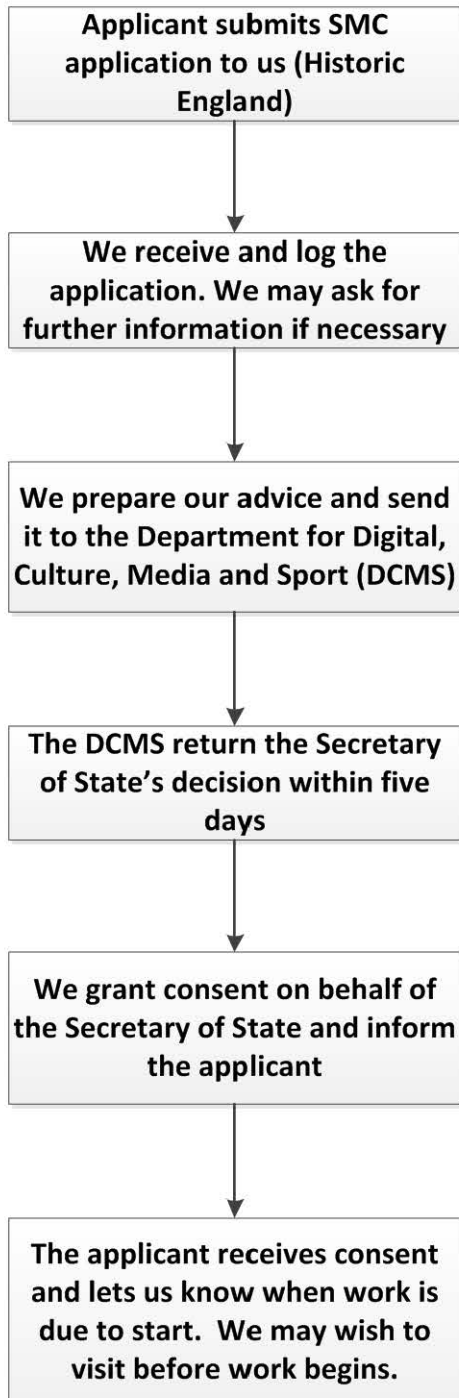 Applicant submits SMC
application to us (Historic
England)
We receive and log the
application. We may ask for
further information if necessary
We prepare our advice and send
it to the Department for Digital,
Culture, Media and Sport (DCMS)
The DCMS return the Secretary
of State’s decision within five
days
We grant consent on behalf of
the Secretary of State and inform
the applicant
The applicant receives consent
and lets us know when work is
due to start.  We may wish to
visit before work begins.